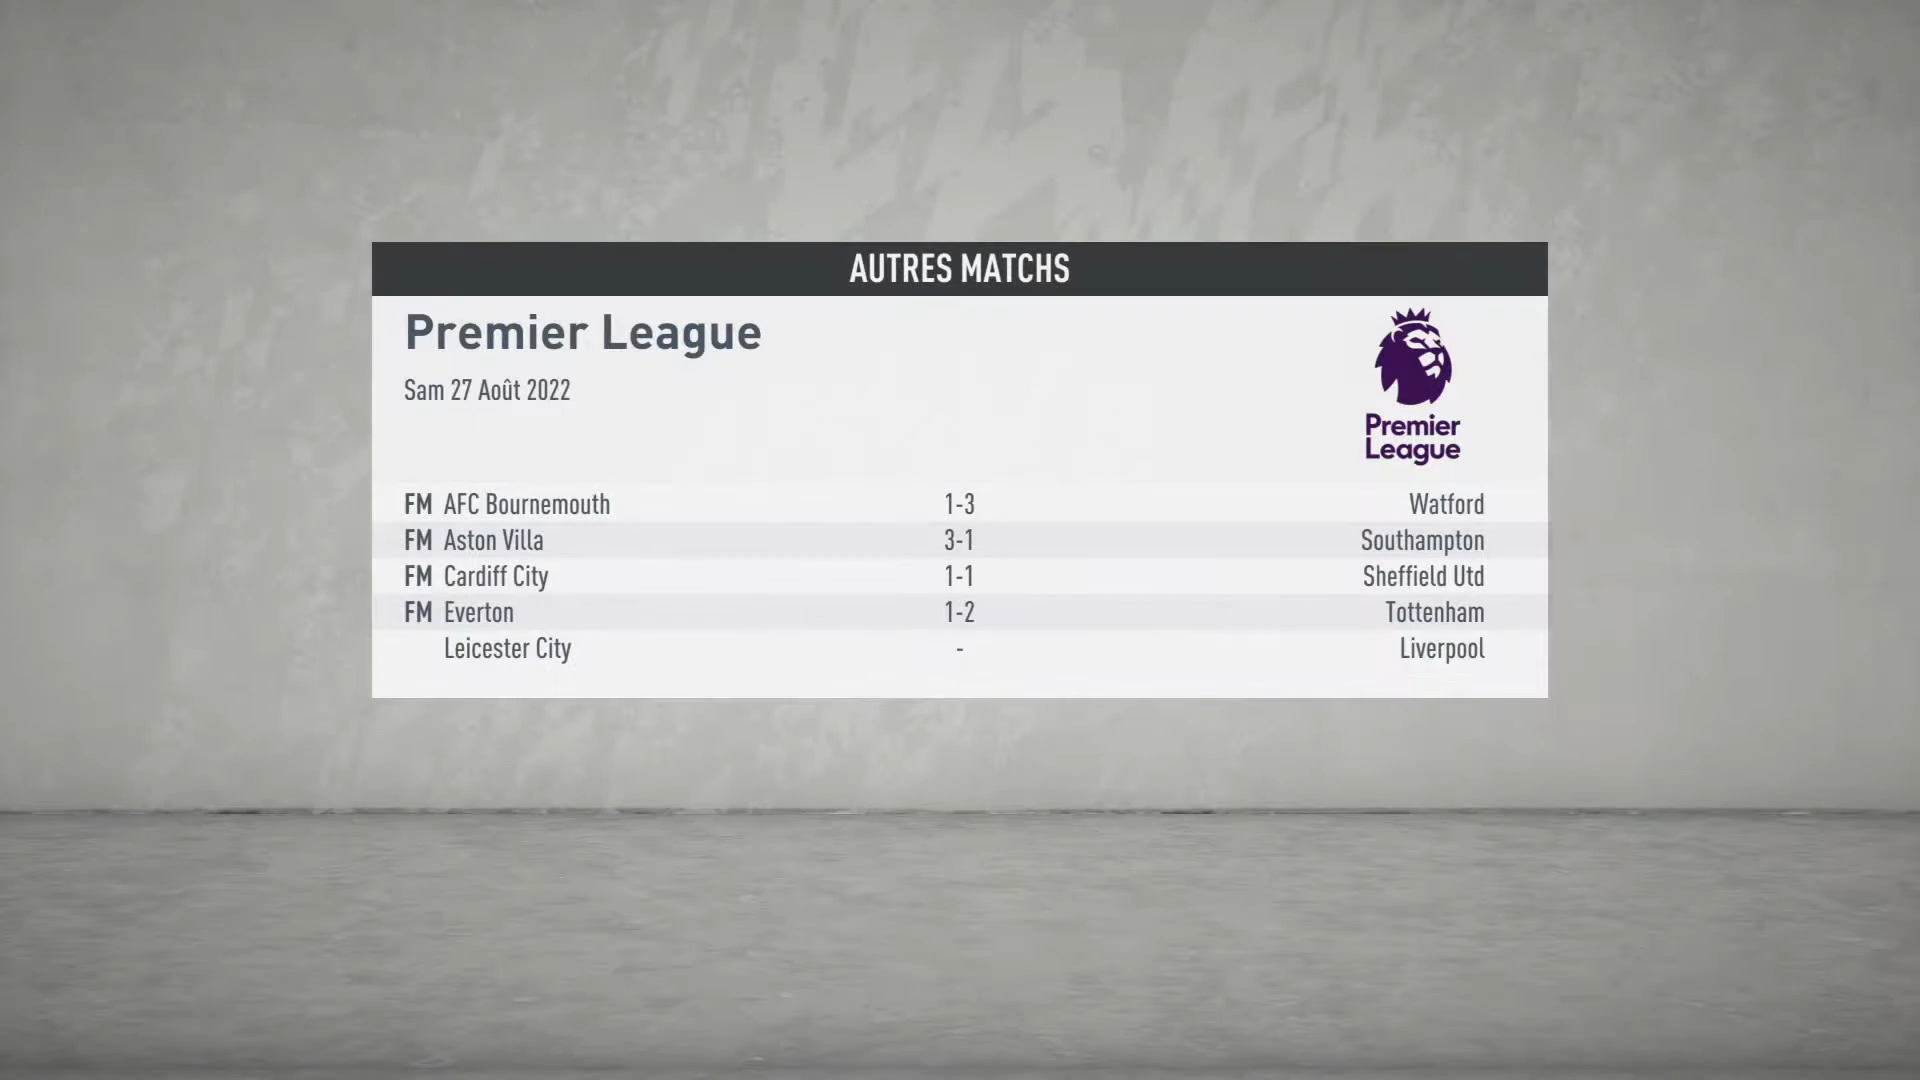 AUTRES MATCHS
Premier League
Sam 27 Août 2022
Premier
League
FM AFC Bournemouth 1-3 Watford
FM Aston Villa 3-1 Southampton
FM Cardiff City 1-1 Sheffield Utd
FM Everton 1-2 Tottenham
Leicester City - Liverpool